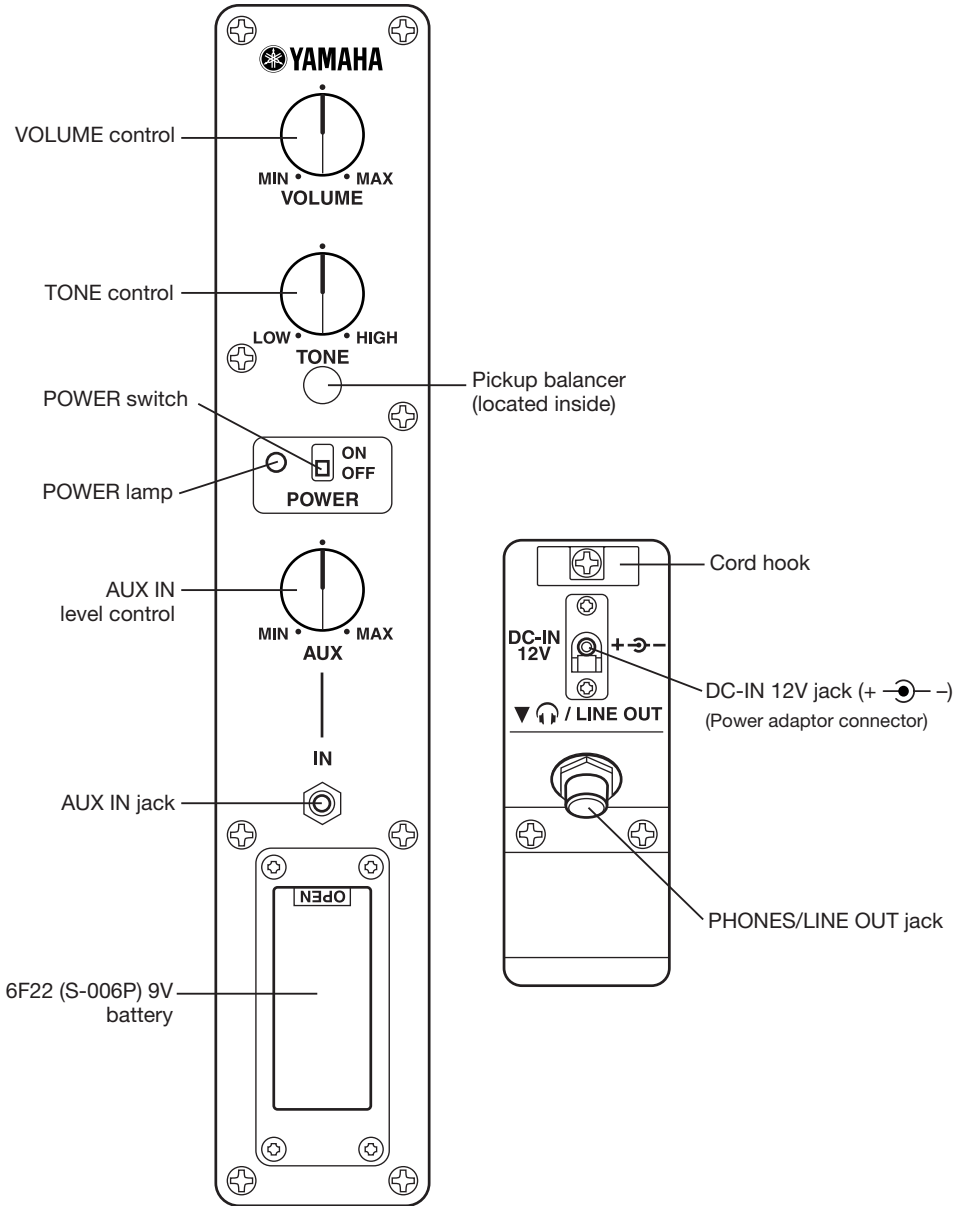 YAMAHA
VOLUME control
MIN
MAX
VOLUME
TONE control
LOW
HIGH
TONE
Pickup balancer
(located inside)
POWER switch
ON
OFF
POWER lamp
POWER
AUX IN
level control
MIN
MAX
AUX
IN
AUX IN jack
OPEN
6F22 (S-006P) 9V
battery
Cord hook
DC-IN
12V
+ –
DC-IN 12V jack (+ –)
(Power adaptor connector)
▼ 🎧 / LINE OUT
PHONES/LINE OUT jack